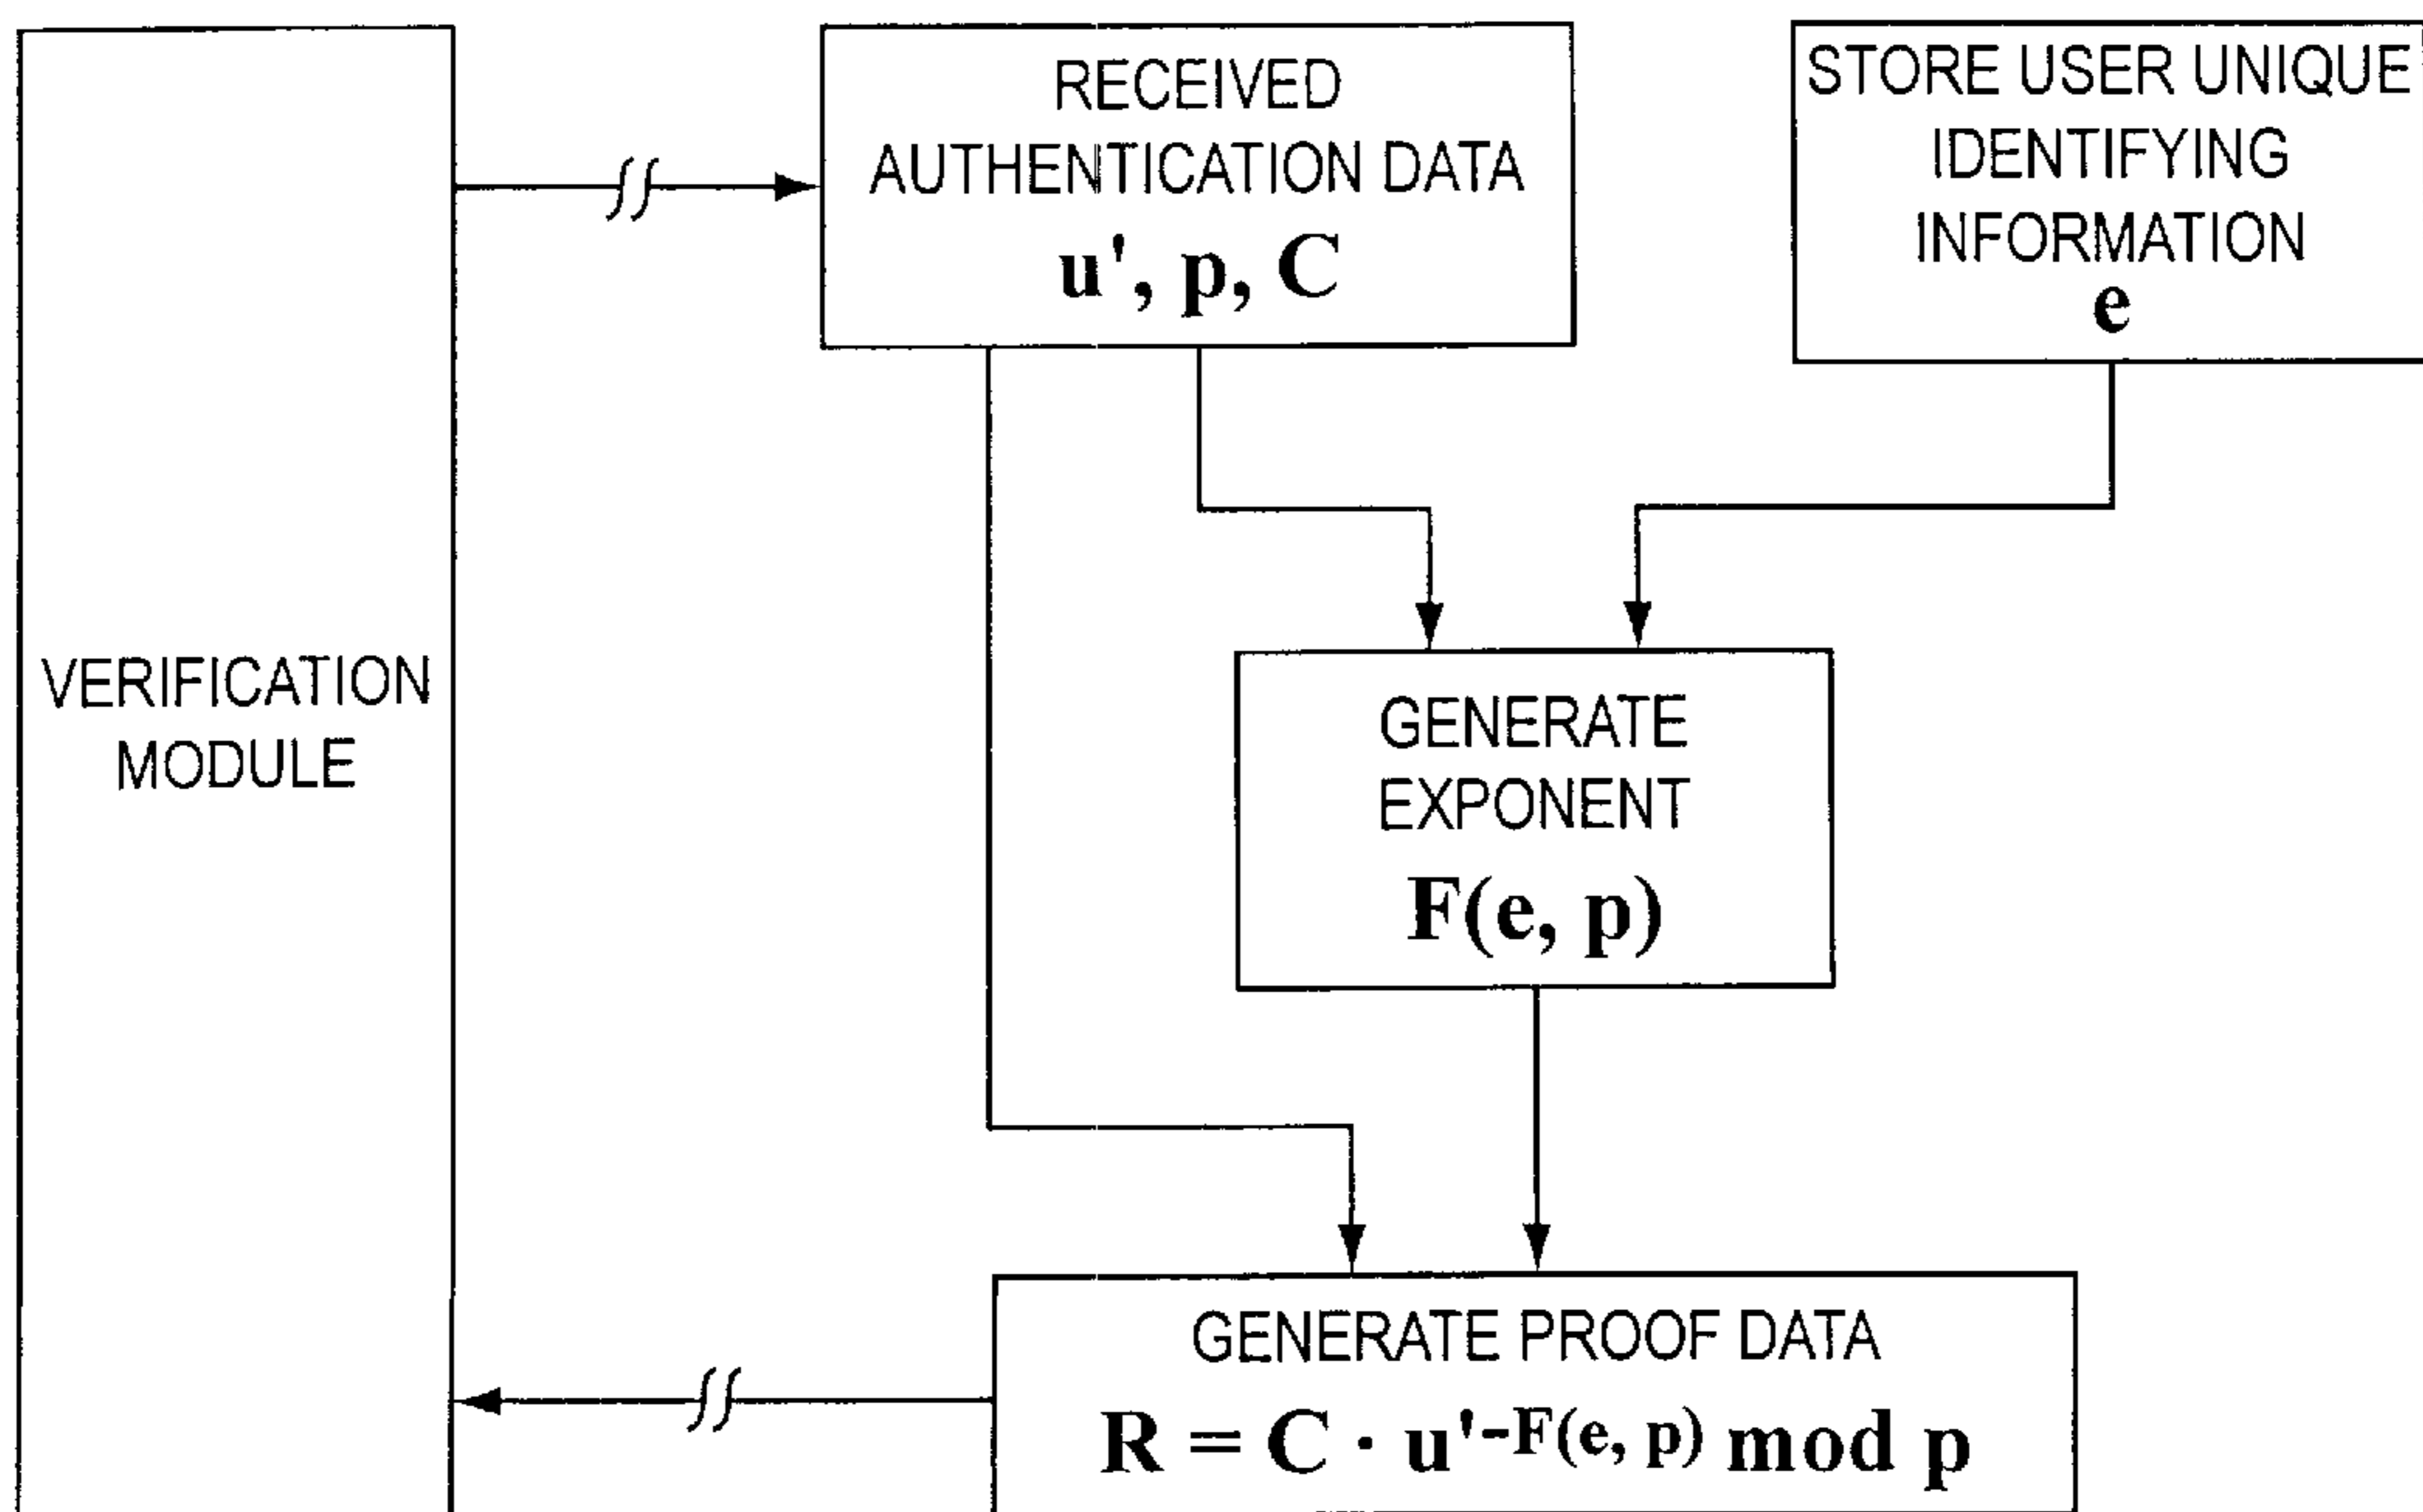 RECEIVED
AUTHENTICATION DATA
u', p, C
STORE USER UNIQUE
IDENTIFYING
INFORMATION
e
VERIFICATION
MODULE
GENERATE
EXPONENT
F(e, p)
GENERATE PROOF DATA
R = C · u'-F(e, p) mod p